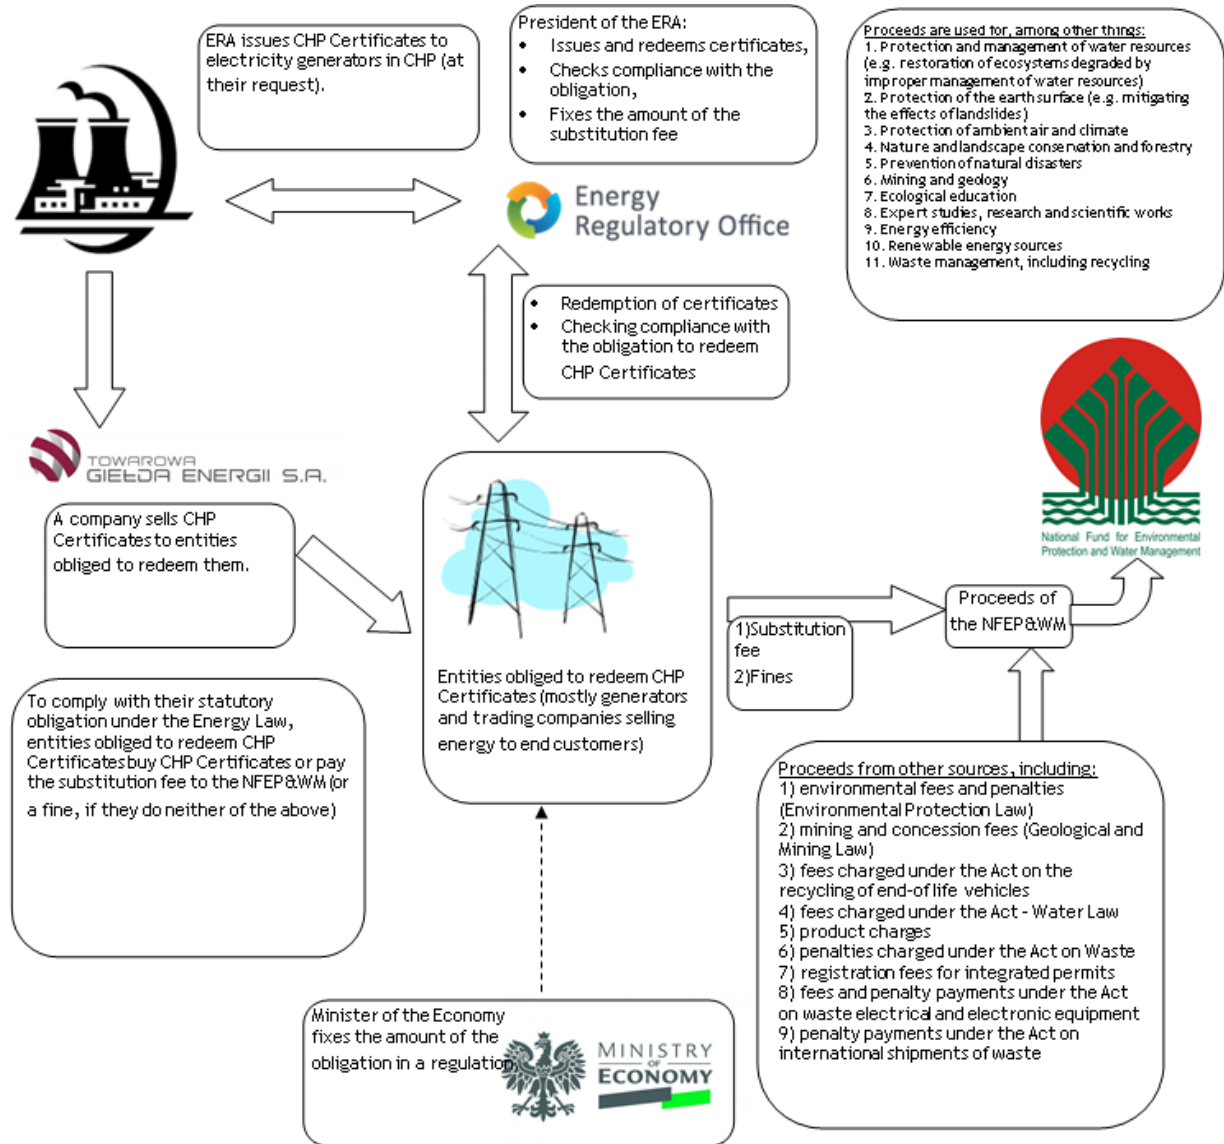 ERA issues CHP Certificates to
electricity generators in CHP (at
their request).
President of the ERA:
• Issues and redeems certificates,
• Checks compliance with the
obligation,
• Fixes the amount of the
substitution fee
Proceeds are used for, among other things:
1. Protection and management of water resources
(e.g. restoration of ecosystems degraded by
improper management of water resources)
2. Protection of the earth surface (e.g. mitigating
the effects of landslides)
3. Protection of ambient air and climate
4. Nature and landscape conservation and forestry
5. Prevention of natural disasters
6. Mining and geology
7. Ecological education
8. Expert studies, research and scientific works
9. Energy efficiency
10. Renewable energy sources
11. Waste management, including recycling
Energy
Regulatory Office
• Redemption of certificates
• Checking compliance with
the obligation to redeem
CHP Certificates
TOWAROWA
GIEŁDA ENERGII S.A.
A company sells CHP
Certificates to entities
obliged to redeem them.
National Fund for Environmental
Protection and Water Management
Proceeds of
the NFEP&WM
1)Substitution
fee
2)Fines
Entities obliged to redeem CHP
Certificates (mostly generators
and trading companies selling
energy to end customers)
To comply with their statutory
obligation under the Energy Law,
entities obliged to redeem CHP
Certificates buy CHP Certificates or pay
the substitution fee to the NFEP&WM (or
a fine, if they do neither of the above)
Proceeds from other sources, including:
1) environmental fees and penalties
(Environmental Protection Law)
2) mining and concession fees (Geological and
Mining Law)
3) fees charged under the Act on the
recycling of end-of life vehicles
4) fees charged under the Act - Water Law
5) product charges
6) penalties charged under the Act on Waste
7) registration fees for integrated permits
8) fees and penalty payments under the Act
on waste electrical and electronic equipment
9) penalty payments under the Act on
international shipments of waste
Minister of the Economy
fixes the amount of the
obligation in a regulation
MINISTRY
OF
ECONOMY